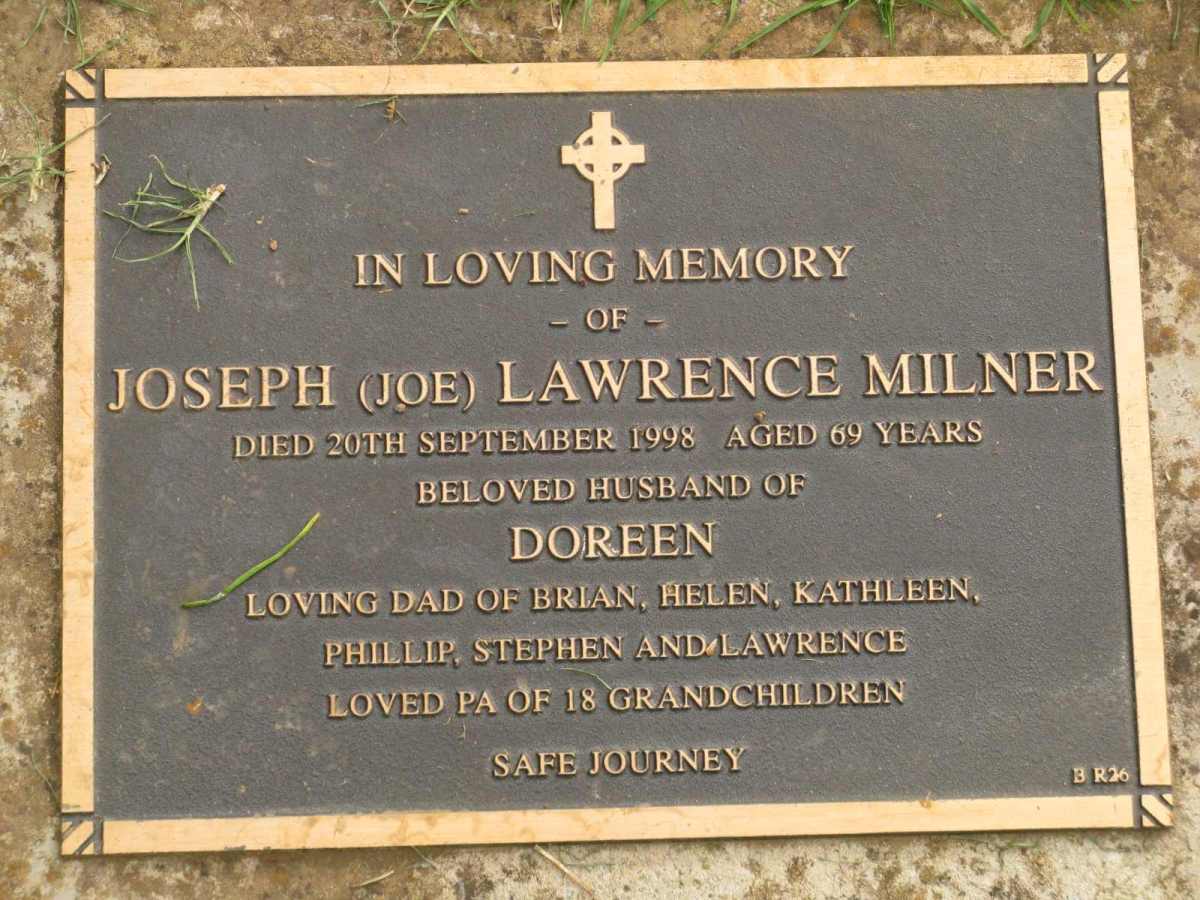 IN LOVING MEMORY
– OF –
JOSEPH (JOE) LAWRENCE MILNER
DIED 20TH SEPTEMBER 1998 AGED 69 YEARS
BELOVED HUSBAND OF
DOREEN
LOVING DAD OF BRIAN, HELEN, KATHLEEN,
PHILLIP, STEPHEN AND LAWRENCE
LOVED PA OF 18 GRANDCHILDREN
SAFE JOURNEY
B R26